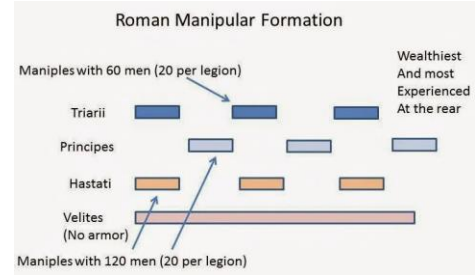 Roman Manipular Formation
Wealthiest
And most
Experienced
At the rear
Maniples with 60 men (20 per legion)
Triarii
Principes
Hastati
Velites
(No armor)
Maniples with 120 men (20 per legion)